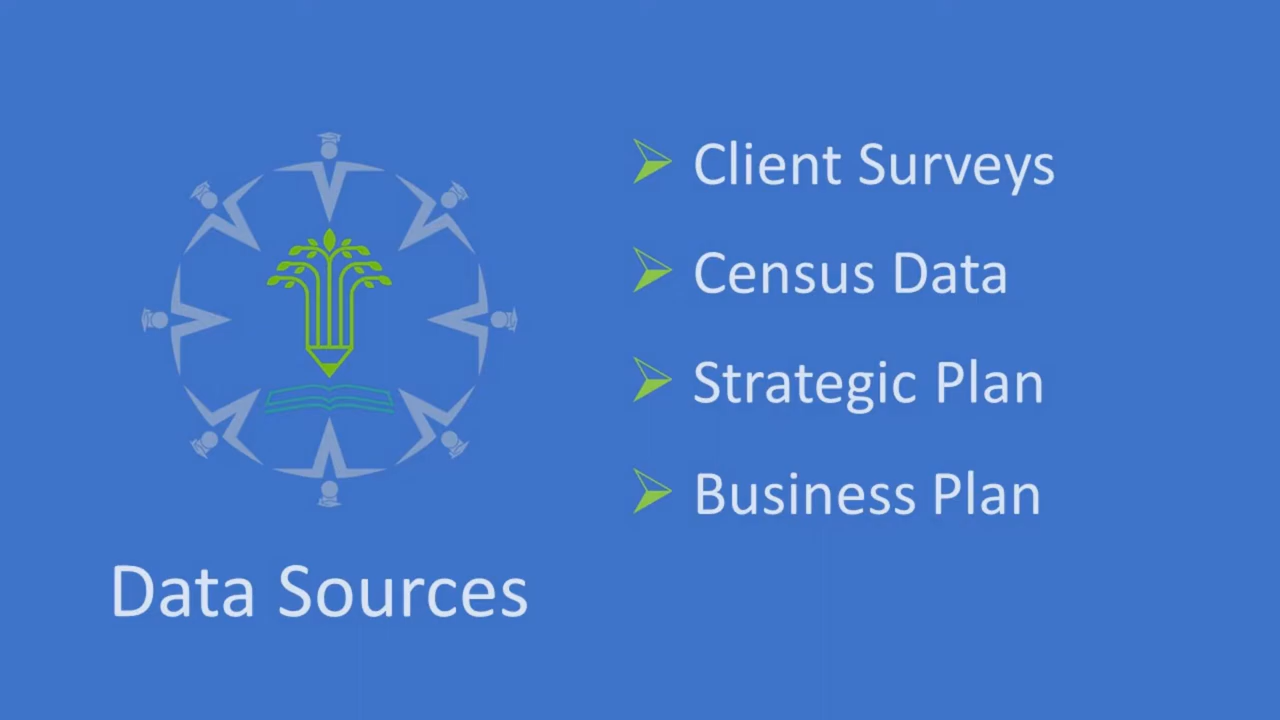 Client Surveys
Census Data
Strategic Plan
Business Plan
Data Sources